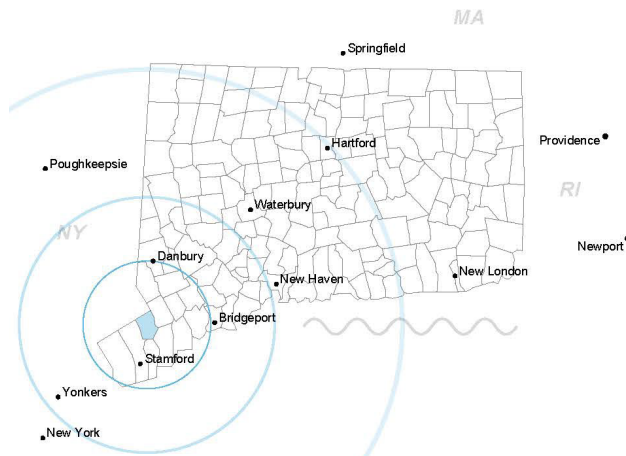 MA
Springfield
Providence
Hartford
Poughkeepsie
RI
Waterbury
NY
Newport
Danbury
New London
New Haven
Bridgeport
Stamford
Yonkers
New York